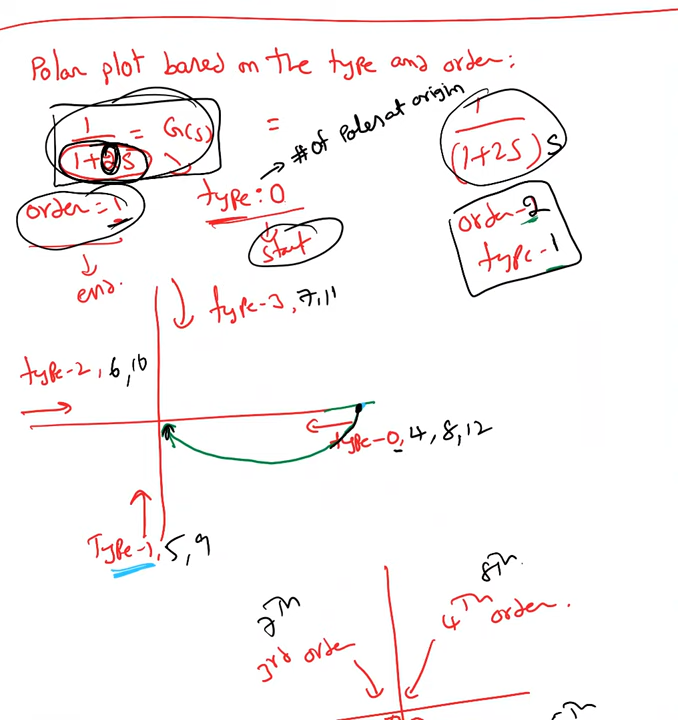 Polar plot based on the type and order:
1 / 1+2S = G(s) =
→ # of Poles at origin
1 / (1+2S) S
order = 1
type: 0
order-2
type-1
start
end.
type-3, 7, 11
type-2, 6, 10
type-0, 4, 8, 12
Type-1, 5, 9
8Th
7Th
4Th order.
3rd order